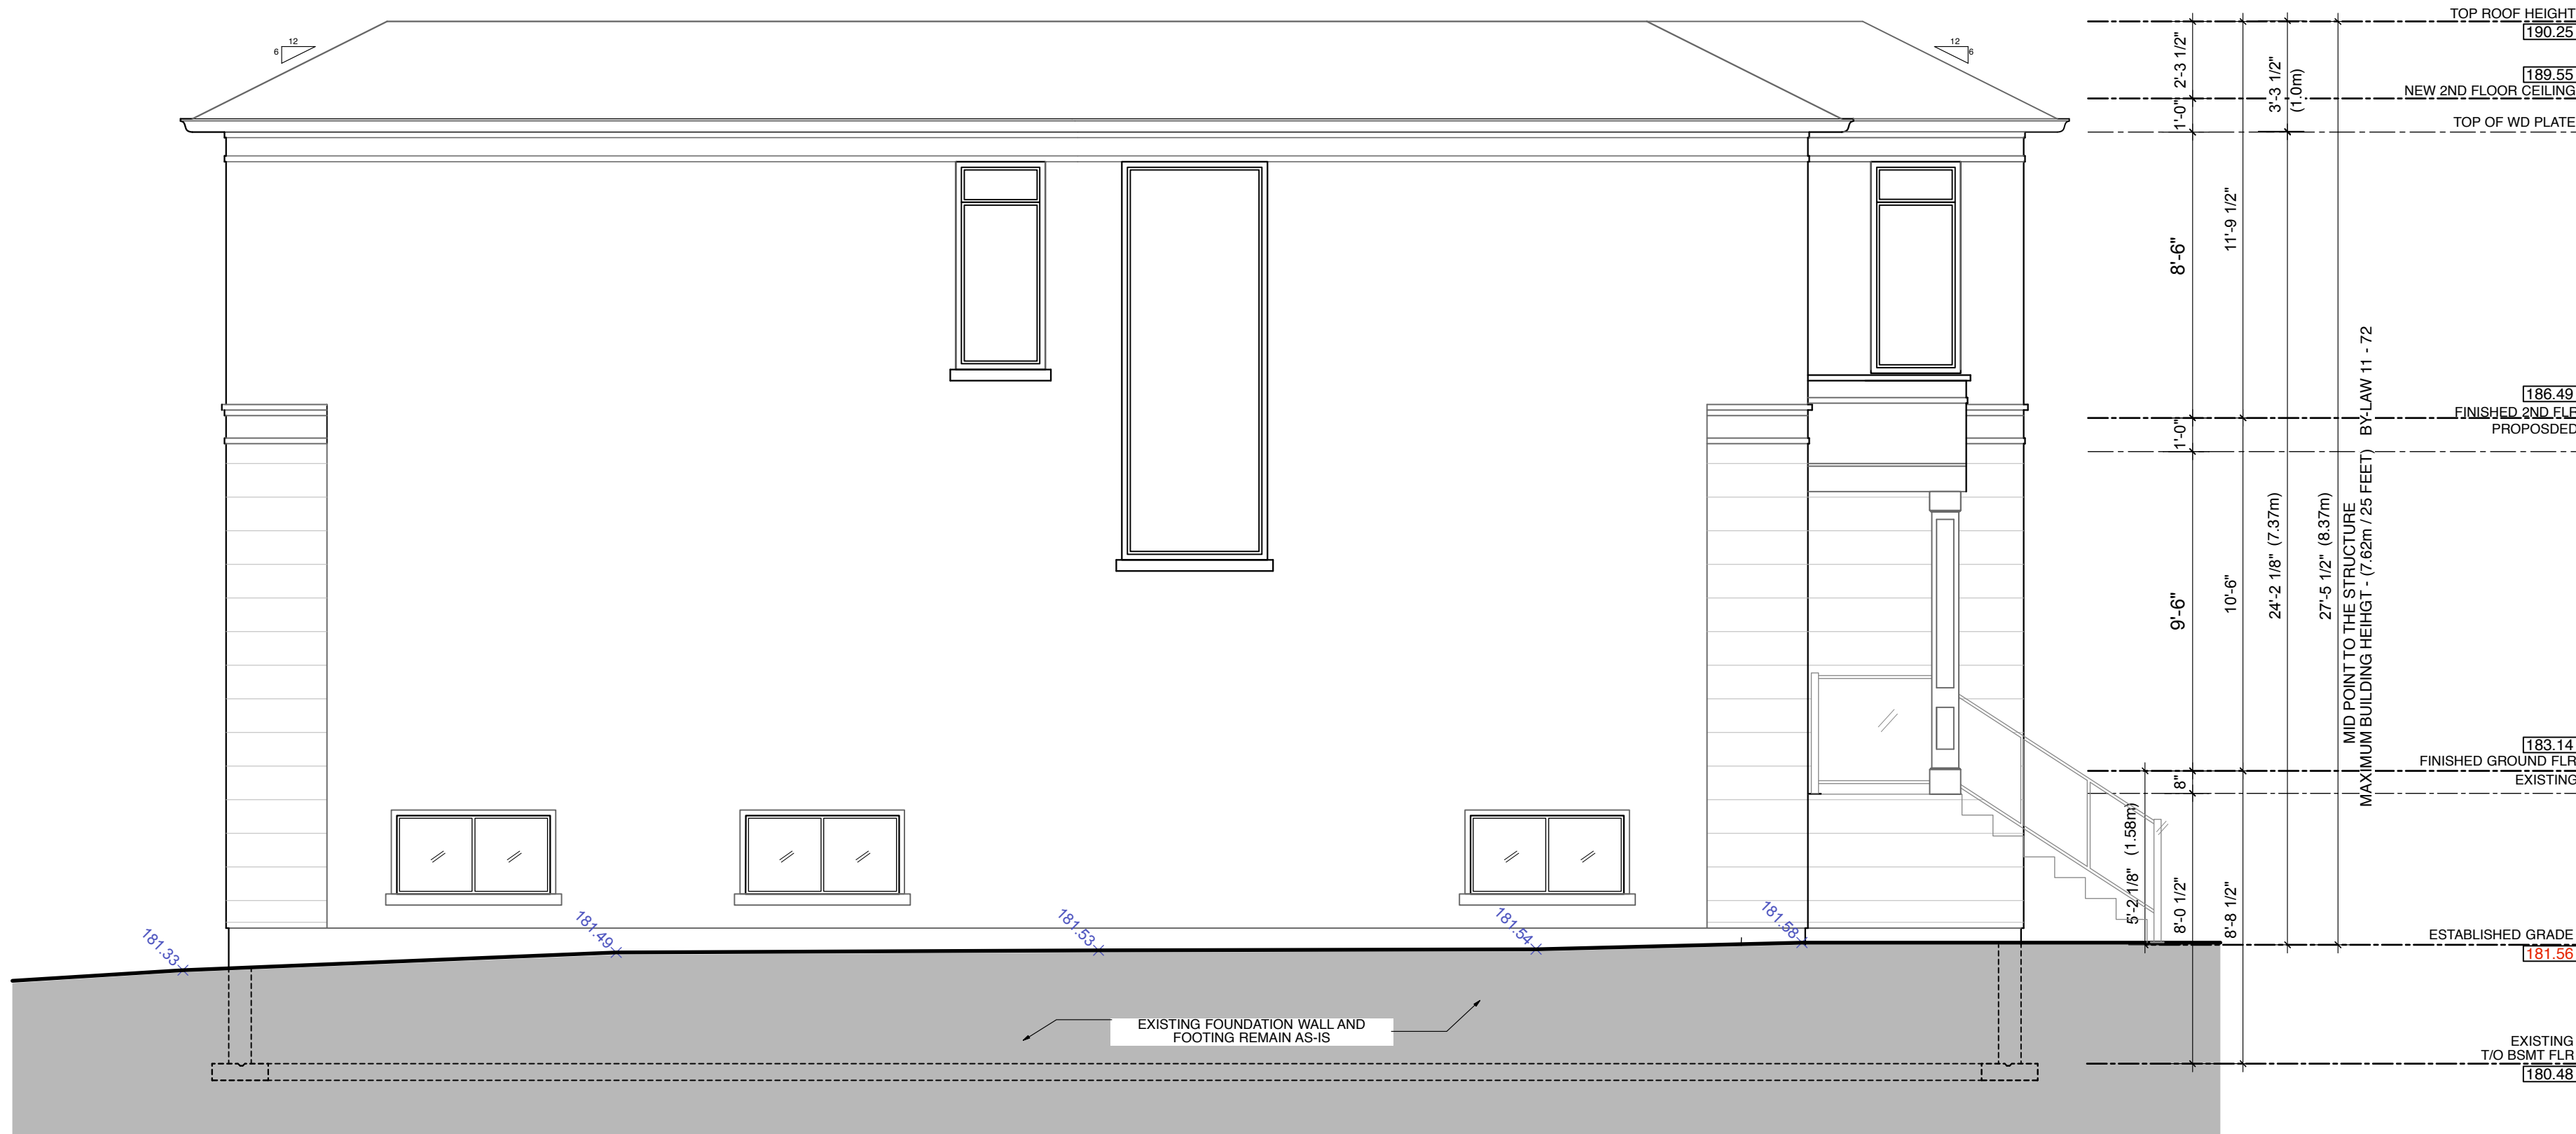 12
6
12
6
TOP ROOF HEIGHT
190.25
189.55
NEW 2ND FLOOR CEILING
TOP OF WD PLATE
2'-3 1/2"
1'-0"
3'-3 1/2"
(1.0m)
8'-6"
11'-9 1/2"
186.49
FINISHED 2ND FLR
PROPOSDED
1'-0"
9'-6"
10'-6"
24'-2 1/8" (7.37m)
27'-5 1/2" (8.37m)
MID POINT TO THE STRUCTURE
MAXIMUM BUILDING HEIHGT - (7.62m / 25 FEET) BY-LAW 11 - 72
183.14
FINISHED GROUND FLR
EXISTING
8"
5'-2 1/8" (1.58m)
8'-0 1/2"
8'-8 1/2"
181.33
181.49
181.53
181.54
181.58
ESTABLISHED GRADE
181.56
EXISTING FOUNDATION WALL AND
FOOTING REMAIN AS-IS
EXISTING
T/O BSMT FLR
180.48